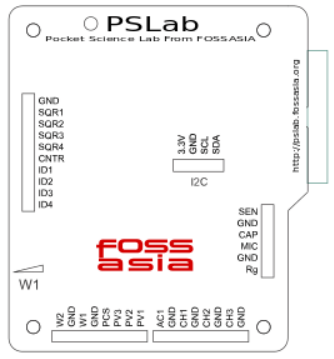 PSLab
Pocket Science Lab From FOSSASIA
http://pslab.fossasia.org
GND
SQR1
SQR2
SQR3
SQR4
CNTR
ID1
ID2
ID3
ID4
3.3V
GND
SCL
SDA
I2C
SEN
GND
CAP
MIC
GND
Rg
FOSS
asia
W1
W2
GND
W1
GND
PCS
PV3
PV2
PV1
AC1
GND
CH1
GND
CH2
GND
CH3
GND